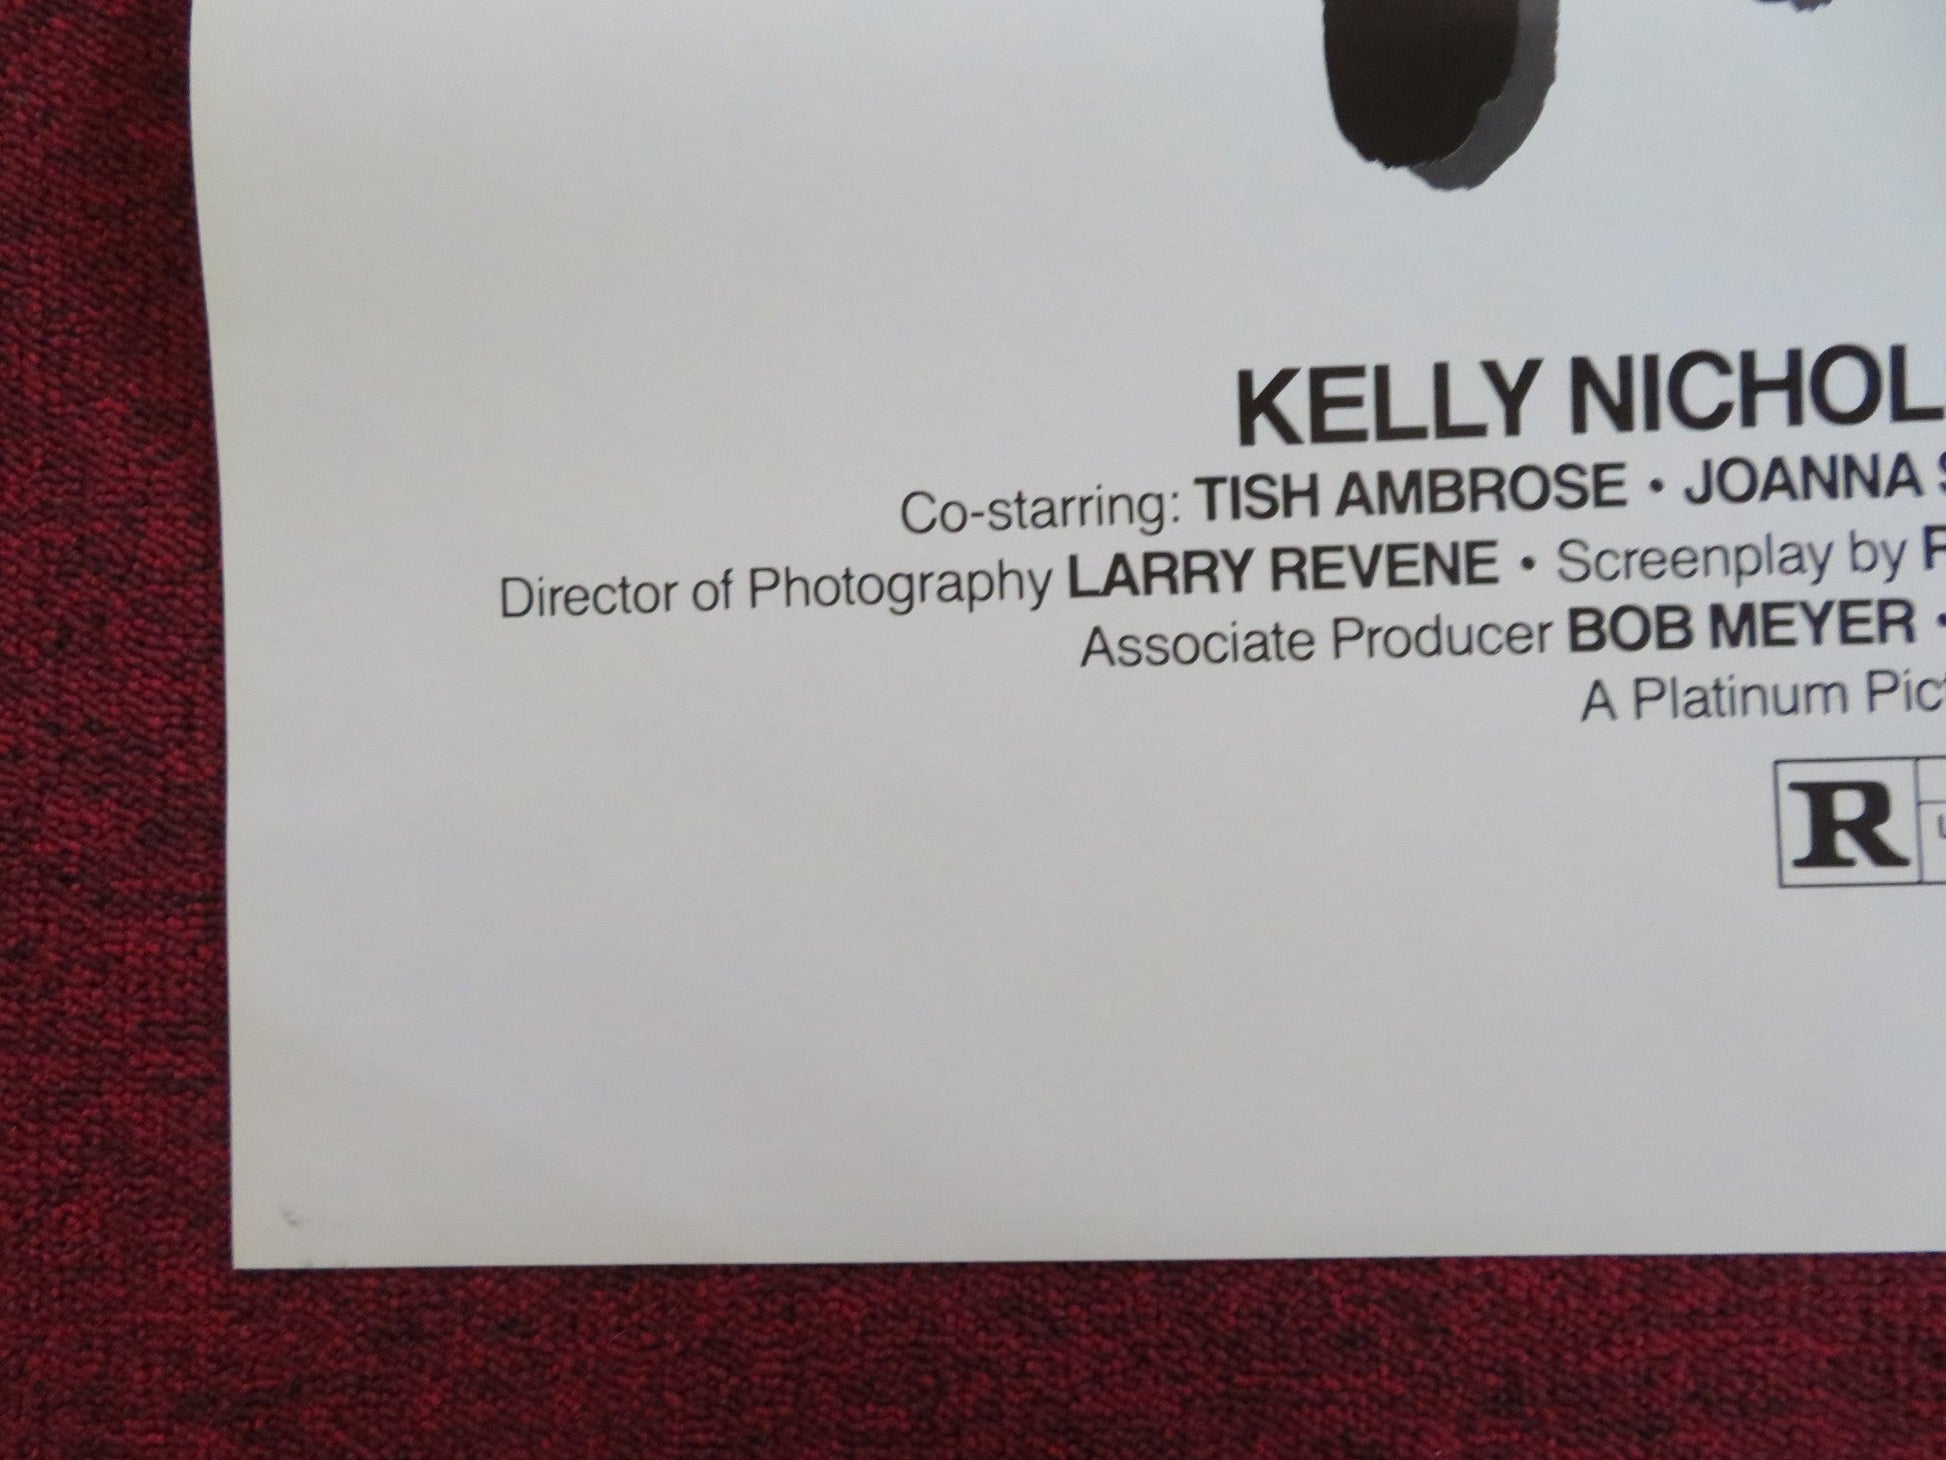 KELLY NICHOL
Co-starring: TISH AMBROSE • JOANNA
Director of Photography LARRY REVENE • Screenplay by
Associate Producer BOB MEYER •
A Platinum
R